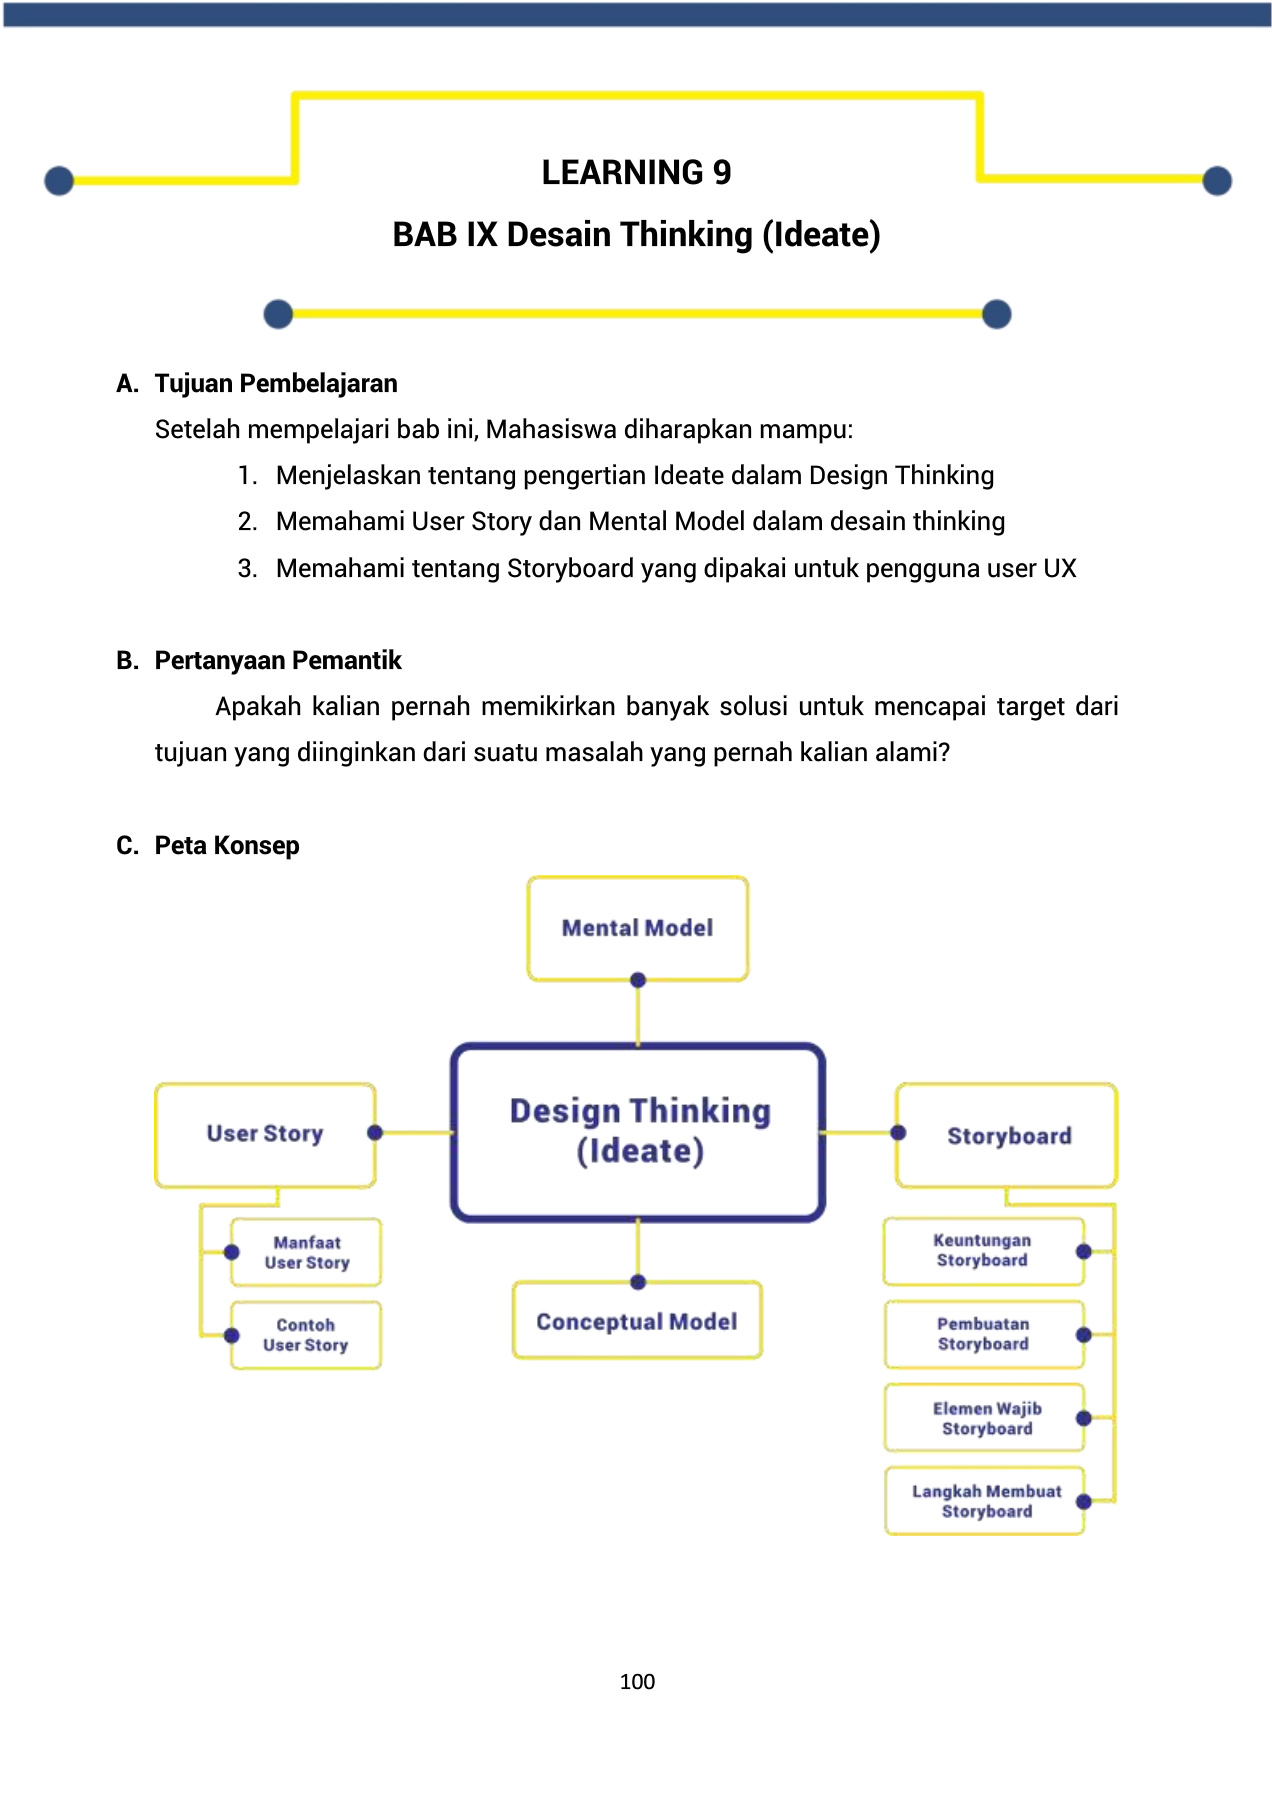 LEARNING 9
BAB IX Desain Thinking (Ideate)
A. Tujuan Pembelajaran
Setelah mempelajari bab ini, Mahasiswa diharapkan mampu:
1. Menjelaskan tentang pengertian Ideate dalam Design Thinking
2. Memahami User Story dan Mental Model dalam desain thinking
3. Memahami tentang Storyboard yang dipakai untuk pengguna user UX
B. Pertanyaan Pemantik
Apakah kalian pernah memikirkan banyak solusi untuk mencapai target dari
tujuan yang diinginkan dari suatu masalah yang pernah kalian alami?
C. Peta Konsep
Mental Model
Design Thinking
(Ideate)
User Story
Manfaat
User Story
Contoh
User Story
Conceptual Model
Storyboard
Keuntungan
Storyboard
Pembuatan
Storyboard
Elemen Wajib
Storyboard
Langkah Membuat
Storyboard
100